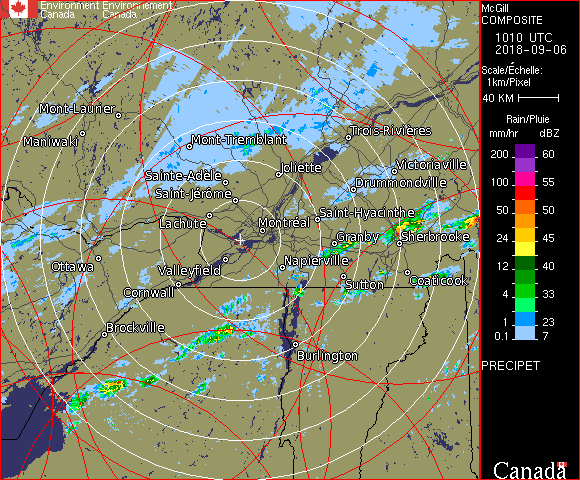 Environment Environnement
Canada Canada
McGill
COMPOSITE
1010 UTC
2018-09-06
Scale/Échelle:
1km/Pixel
40 KM
Rain/Pluie
mm/hr dBZ
200 60
100 55
50 50
24 45
12 40
4 33
1 23
0.1 7
PRECIPET
Canada
Mont-Laurier
Maniwaki
Mont-Tremblant
Trois-Rivières
Joliette
Victoriaville
Sainte-Adèle
Drummondville
Saint-Jérôme
Saint-Hyacinthe
Lachute
Montréal
Granby
Sherbrooke
Ottawa
Valleyfield
Napierville
Cornwall
Sutton
Coaticook
Brockville
Burlington